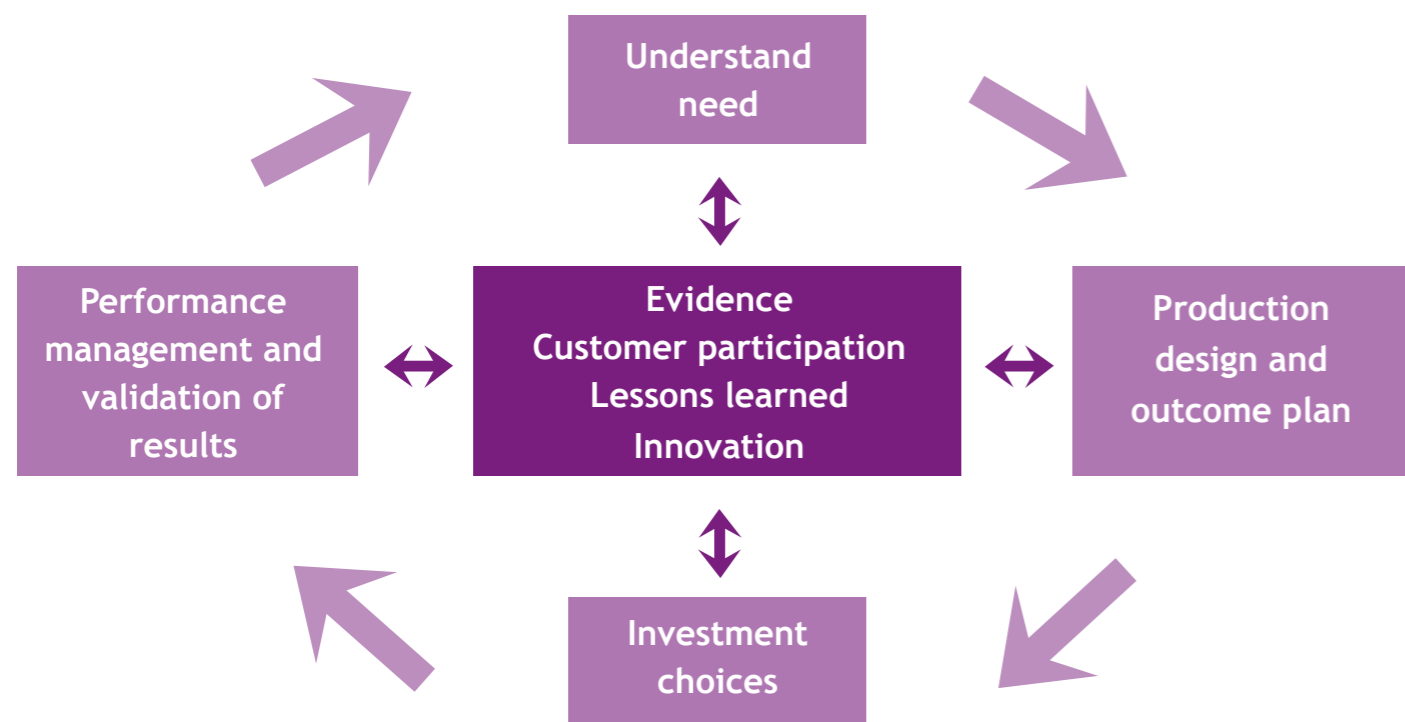 Understand
need
Performance
management and
validation of
results
Evidence
Customer participation
Lessons learned
Innovation
Production
design and
outcome plan
Investment
choices